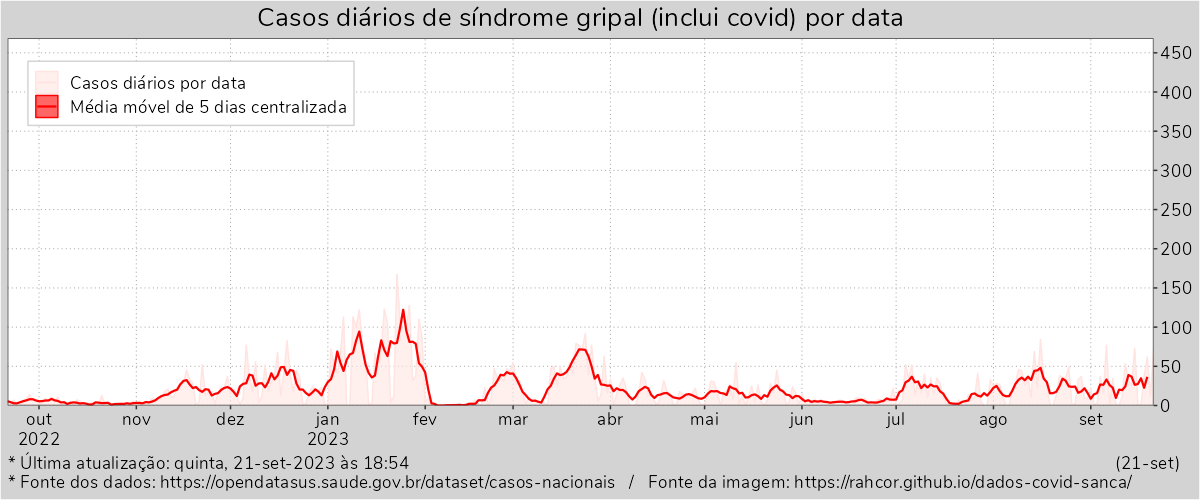 Casos diários de síndrome gripal (inclui covid) por data
Casos diários por data
Média móvel de 5 dias centralizada
450
400
350
300
250
200
150
100
50
0
out nov dez jan fev mar abr mai jun jul ago set
2022 2023
* Última atualização: quinta, 21-set-2023 às 18:54 (21-set)
* Fonte dos dados: https://opendatasus.saude.gov.br/dataset/casos-nacionais / Fonte da imagem: https://rahcor.github.io/dados-covid-sanca/